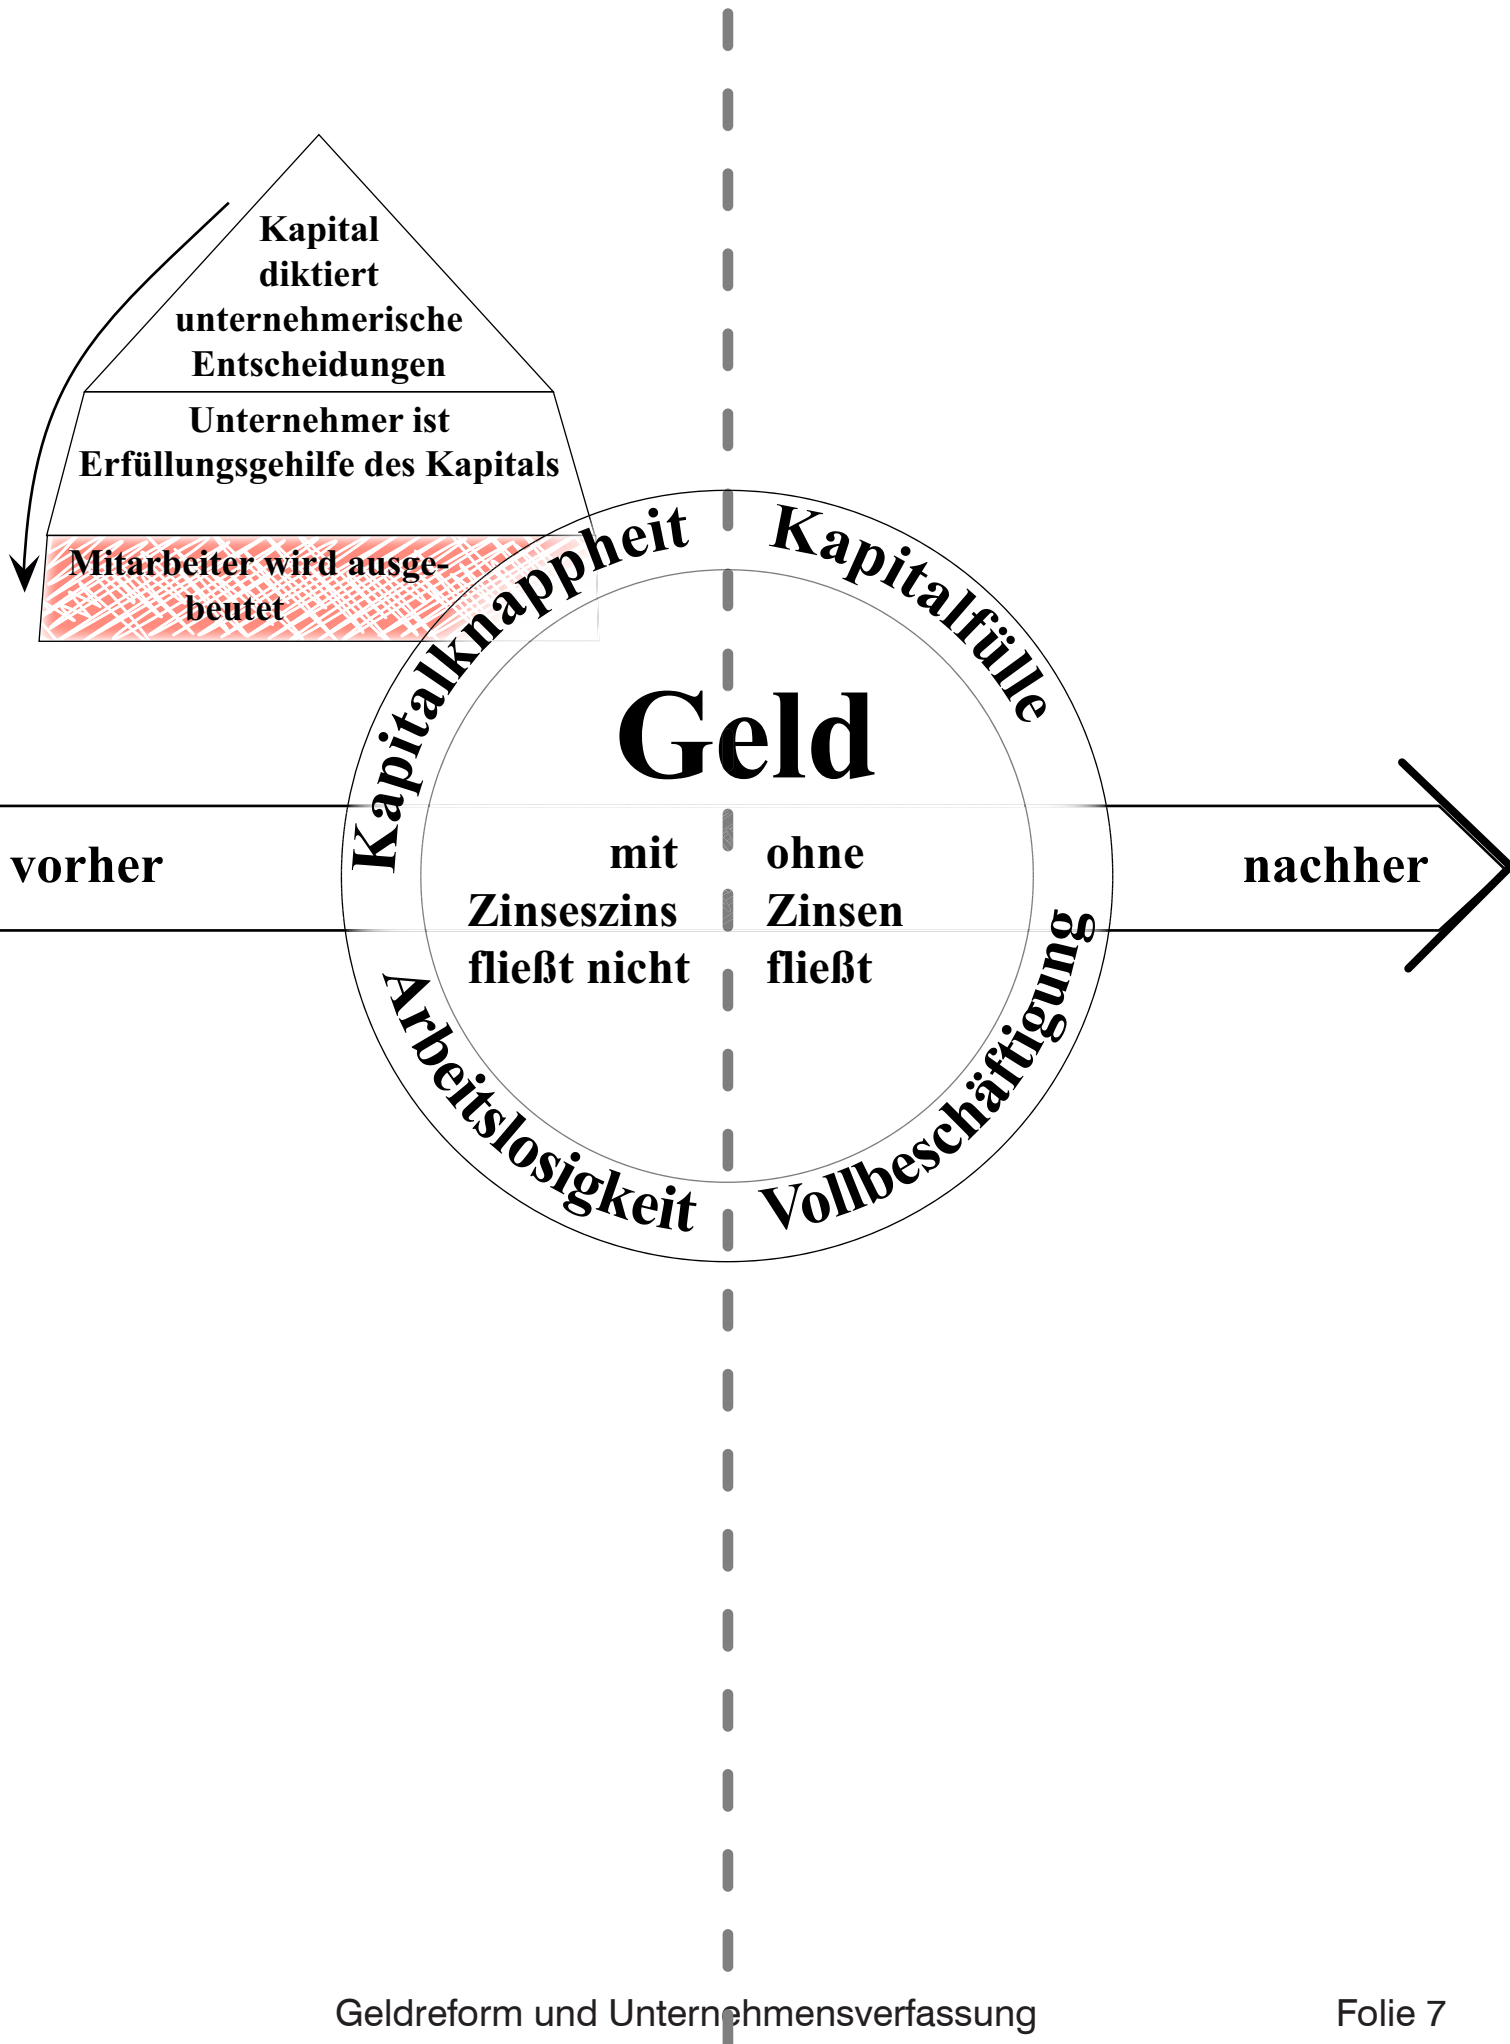 Kapital
diktiert
unternehmerische
Entscheidungen
Unternehmer ist
Erfüllungsgehilfe des Kapitals
Mitarbeiter wird ausge-
beutet
Kapitalknappheit
Kapitalfülle
Geld
vorher
mit
Zinseszins
fließt nicht
ohne
Zinsen
fließt
nachher
Arbeitslosigkeit
Vollbeschäftigung
Geldreform und Unternehmensverfassung
Folie 7